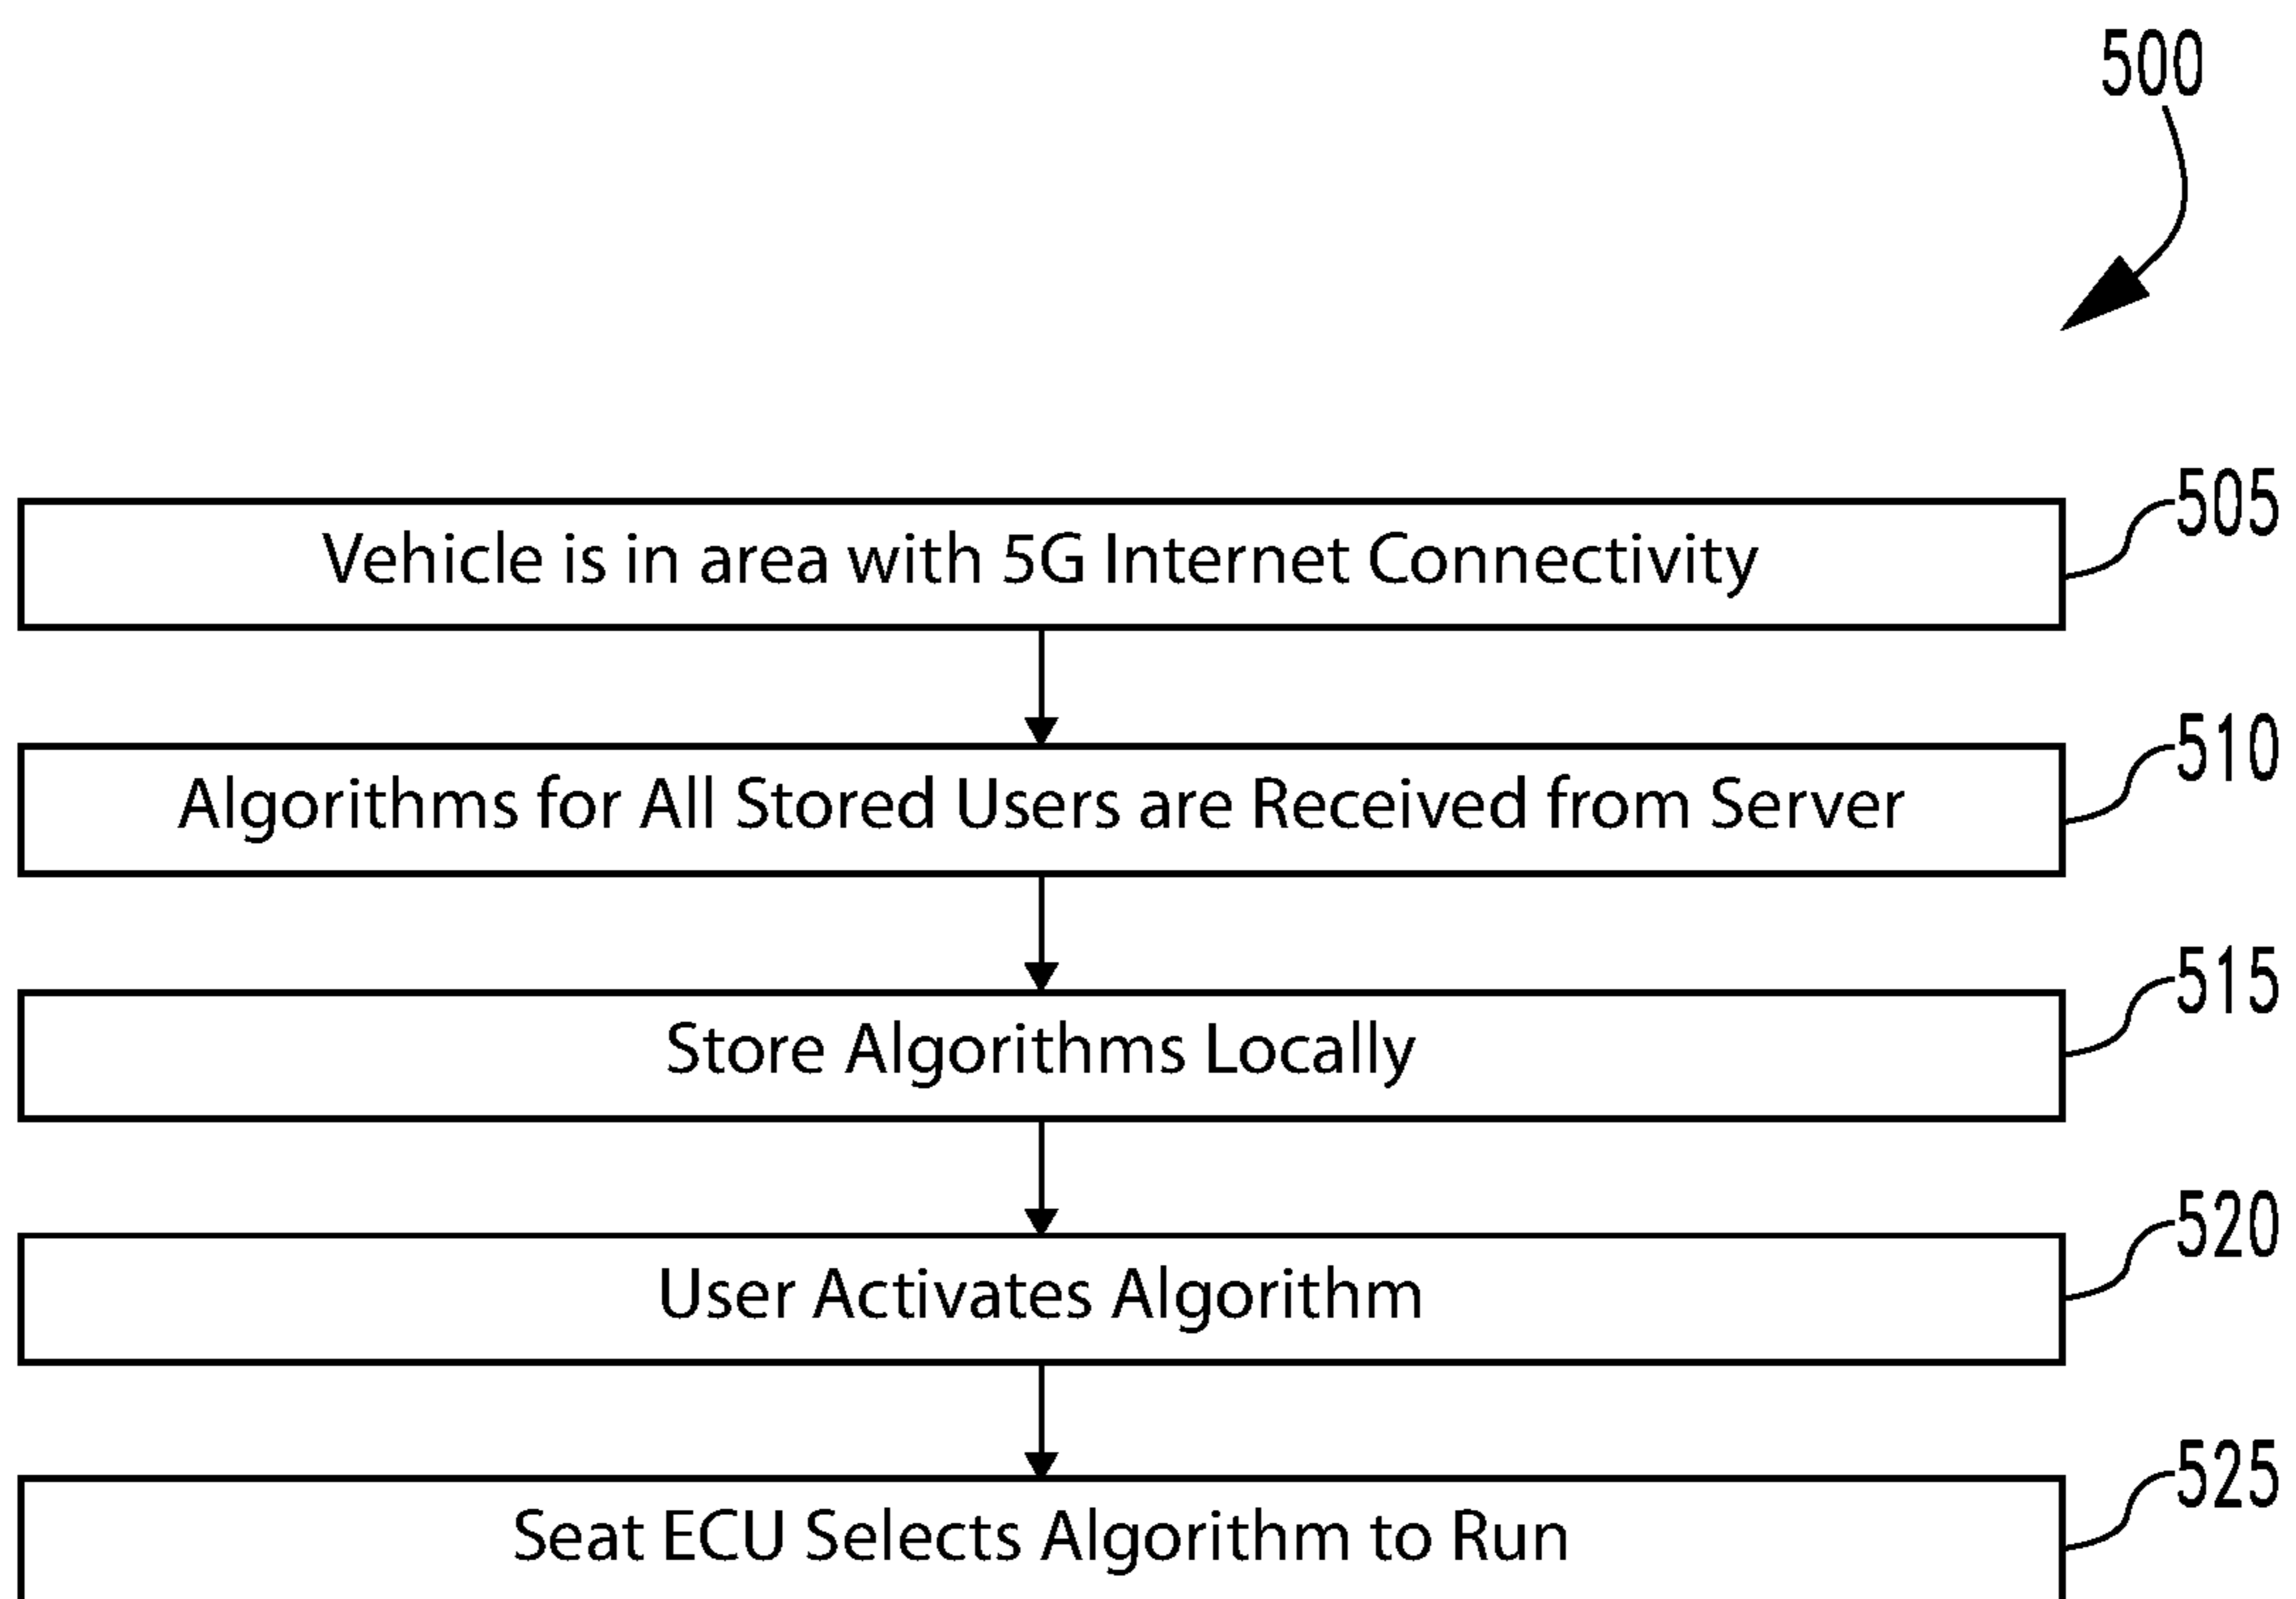 500
Vehicle is in area with 5G Internet Connectivity
505
Algorithms for All Stored Users are Received from Server
510
Store Algorithms Locally
515
User Activates Algorithm
520
Seat ECU Selects Algorithm to Run
525